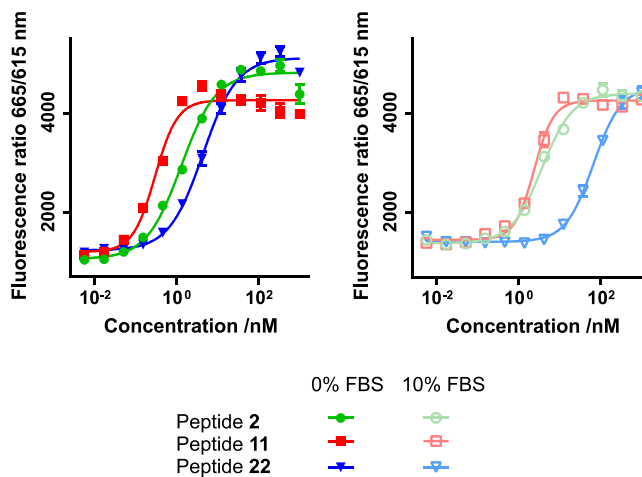 Fluorescence ratio 665/615 nm
4000
2000
10⁻² 10⁰ 10²
Concentration /nM
Fluorescence ratio 665/615 nm
4000
2000
10⁻² 10⁰ 10²
Concentration /nM
0% FBS 10% FBS
Peptide 2
Peptide 11
Peptide 22